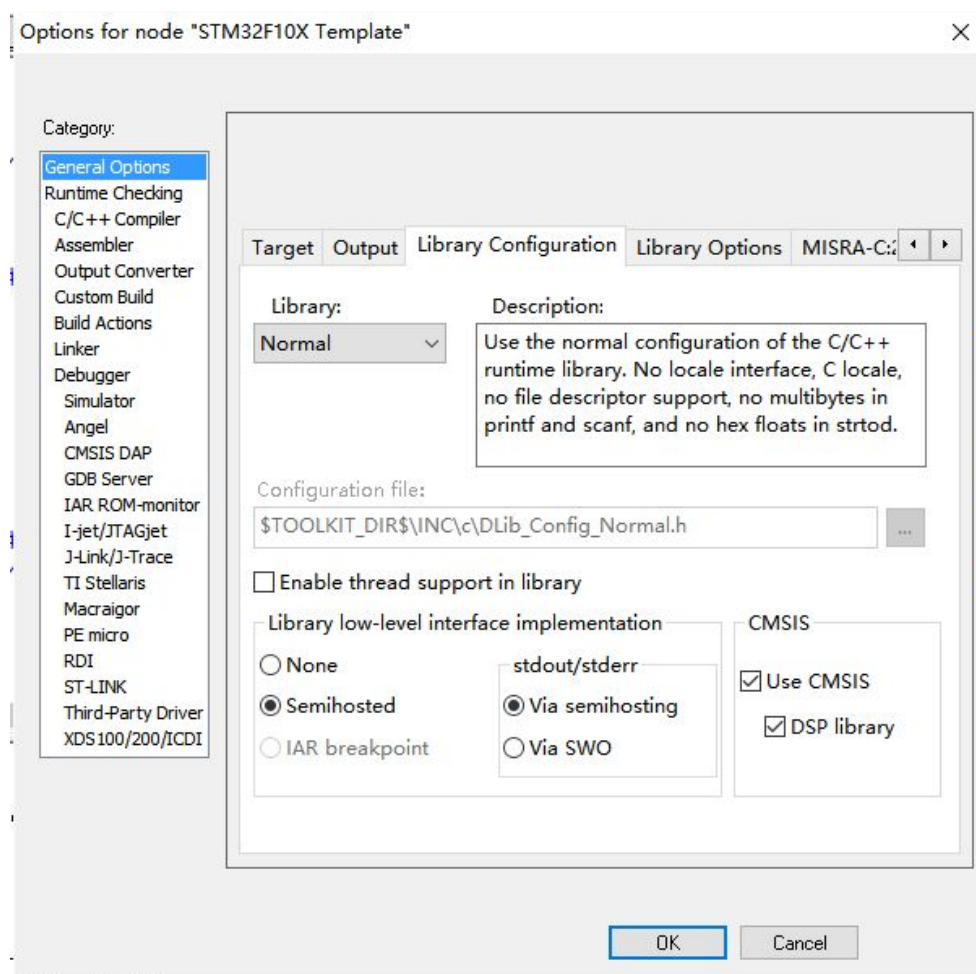 Options for node "STM32F10X Template"
Category:
General Options
Runtime Checking
C/C++ Compiler
Assembler
Output Converter
Custom Build
Build Actions
Linker
Debugger
Simulator
Angel
CMSIS DAP
GDB Server
IAR ROM-monitor
I-jet/JTAGjet
J-Link/J-Trace
TI Stellaris
Macraigor
PE micro
RDI
ST-LINK
Third-Party Driver
XDS100/200/ICDI
Target Output Library Configuration Library Options MISRA-C:2
Library:
Normal
Description:
Use the normal configuration of the C/C++
runtime library. No locale interface, C locale,
no file descriptor support, no multibytes in
printf and scanf, and no hex floats in strtod.
Configuration file:
$TOOLKIT_DIR$\INC\c\DLib_Config_Normal.h
...
Enable thread support in library
Library low-level interface implementation
None
Semihosted
IAR breakpoint
stdout/stderr
Via semihosting
Via SWO
CMSIS
Use CMSIS
DSP library
OK
Cancel